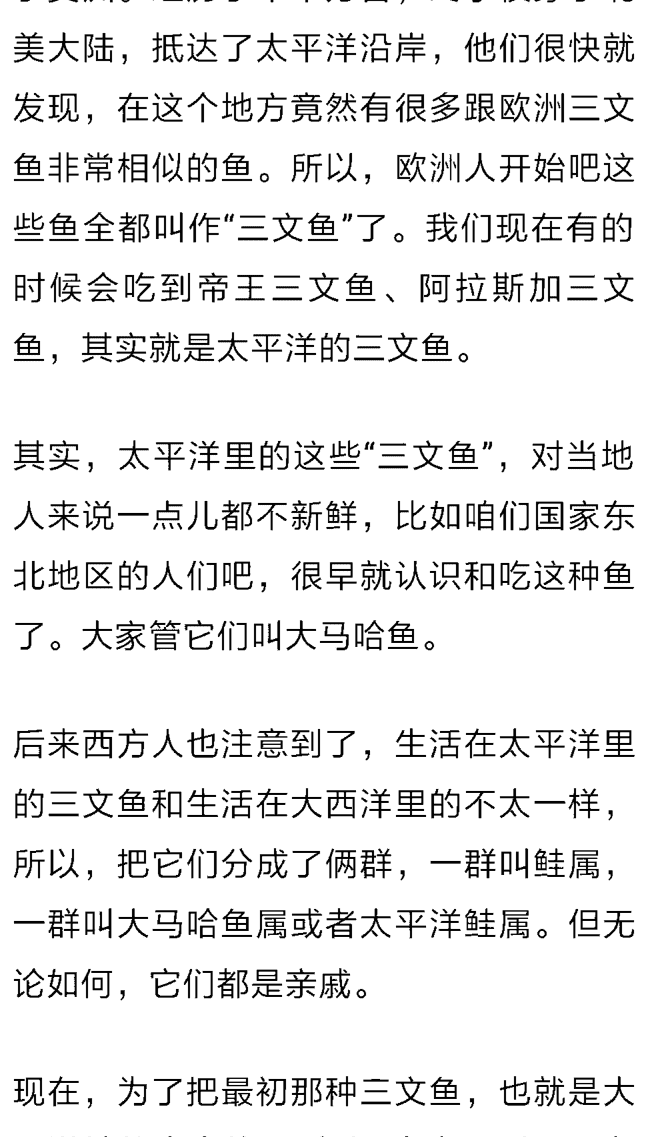 美大陆，抵达了太平洋沿岸，他们很快就
发现，在这个地方竟然有很多跟欧洲三文
鱼非常相似的鱼。所以，欧洲人开始吧这
些鱼全都叫作“三文鱼”了。我们现在有的
时候会吃到帝王三文鱼、阿拉斯加三文
鱼，其实就是太平洋的三文鱼。
其实，太平洋里的这些“三文鱼”，对当地
人来说一点儿都不新鲜，比如咱们国家东
北地区的人们吧，很早就认识和吃这种鱼
了。大家管它们叫大马哈鱼。
后来西方人也注意到了，生活在太平洋里
的三文鱼和生活在大西洋里的不太一样，
所以，把它们分成了俩群，一群叫鲑属，
一群叫大马哈鱼属或者太平洋鲑属。但无
论如何，它们都是亲戚。
现在，为了把最初那种三文鱼，也就是大